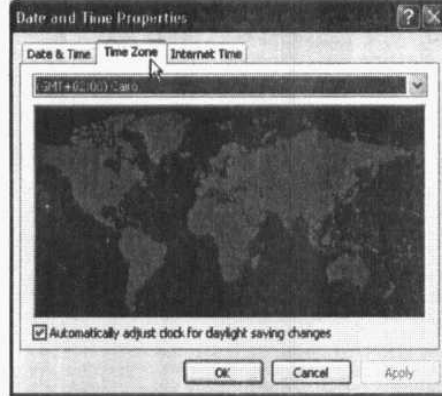 Date and Time Properties
Date & Time Time Zone Internet Time
(GMT+02:00) Cairo
Automatically adjust clock for daylight saving changes
OK Cancel Apply